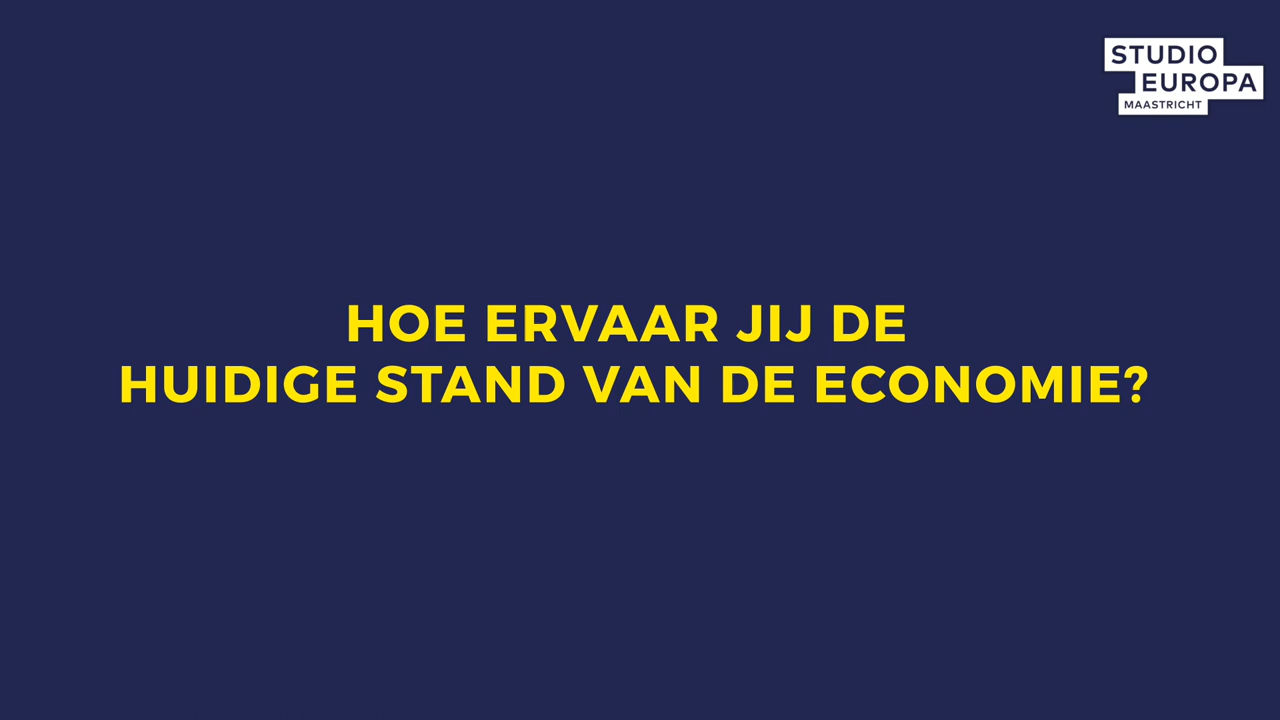 STUDIO
EUROPA
MAASTRICHT
HOE ERVAAR JIJ DE
HUIDIGE STAND VAN DE ECONOMIE?